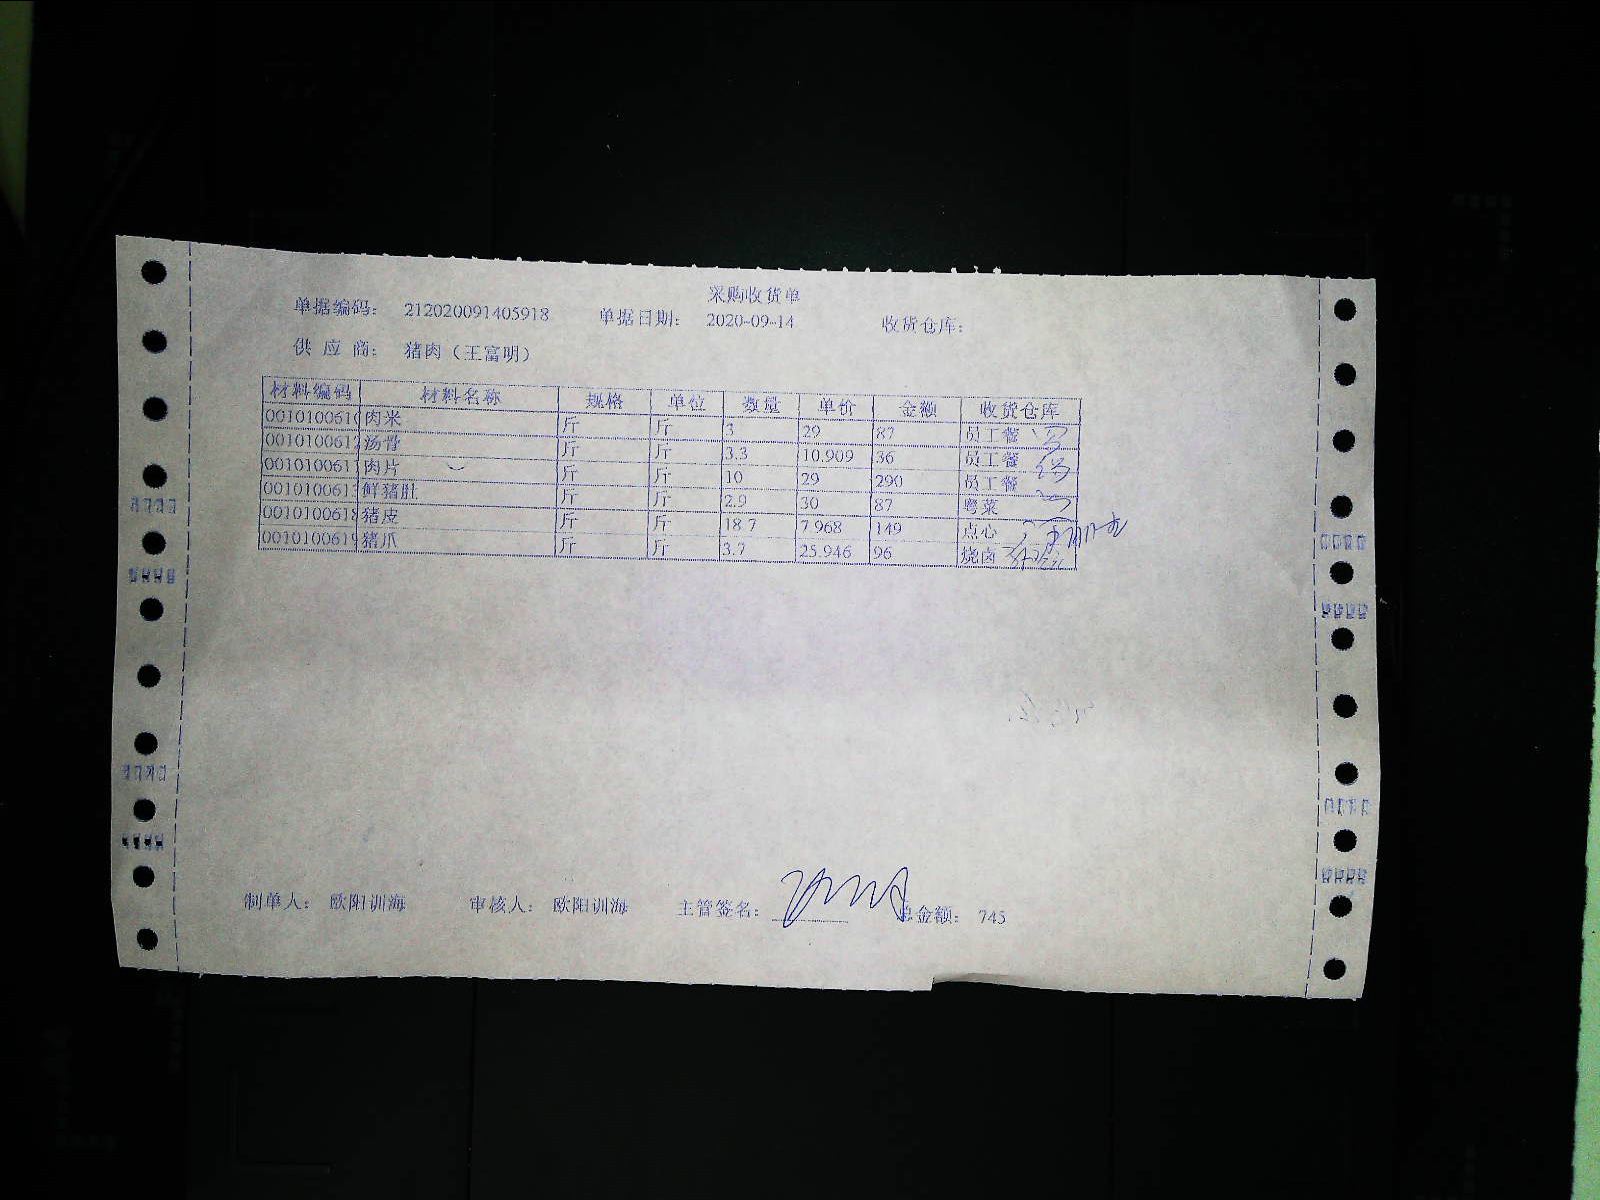 采购收货单
单据编码： 212020091405918 单据日期： 2020-09-14 收货仓库：
供 应 商： 猪肉（王富明）
材料编码 材料名称 规格 单位 数量 单价 金额 收货仓库
0010100610 肉米 斤 斤 3 29 87 员工餐
001010061 汤骨 斤 斤 3.3 10.909 36 员工餐
001010061 肉片 斤 斤 10 29 290 员工餐
001010061 鲜猪肚 斤 斤 2.9 30 87 粤菜
001010061 猪皮 斤 斤 18.7 7.968 149 点心
001010061 猪爪 斤 斤 3.7 25.946 96 烧卤
制单人： 欧阳训海 审核人： 欧阳训海 主管签名： 总金额： 745